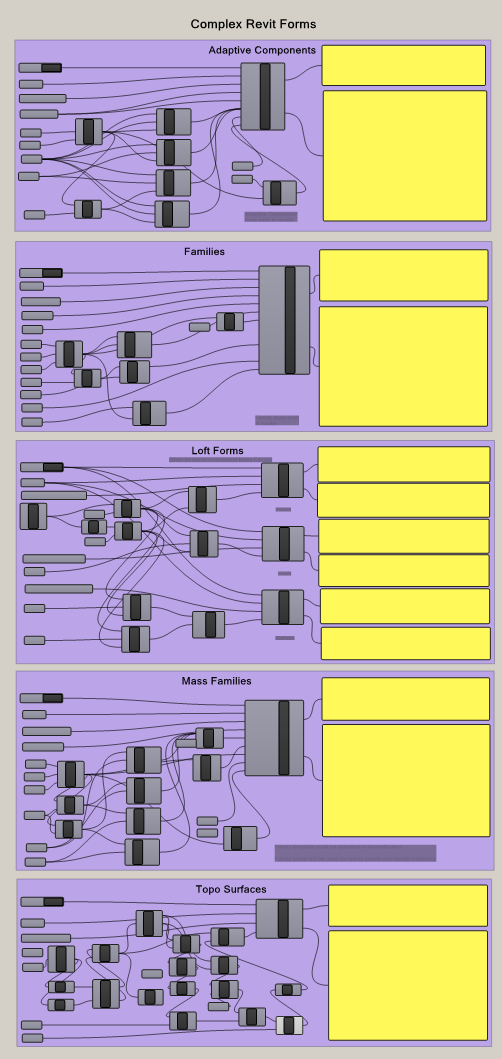 Complex Revit Forms
Adaptive Components
Families
Loft Forms
Mass Families
Topo Surfaces